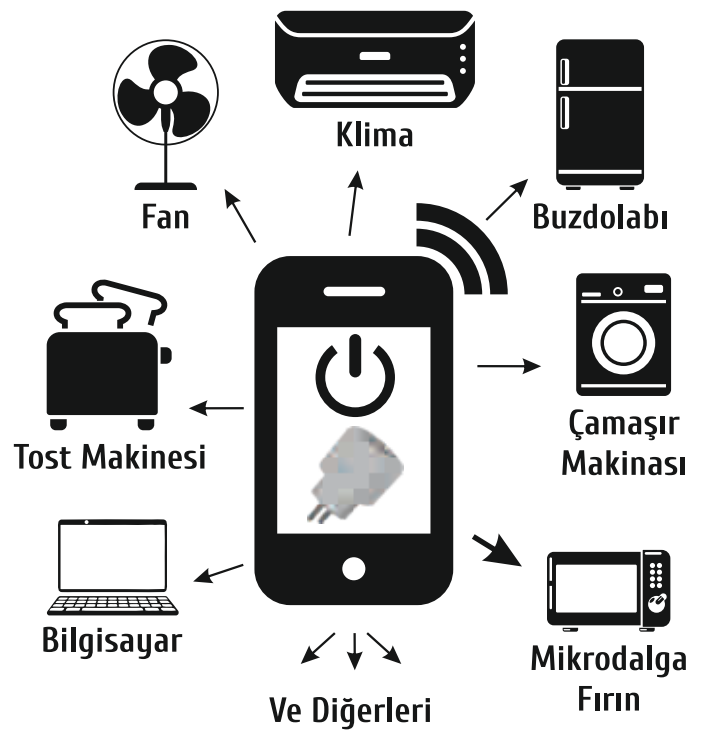 Klima
Fan
Buzdolabı
Tost Makinesi
Çamaşır
Makinası
Bilgisayar
Mikrodalga
Fırın
Ve Diğerleri